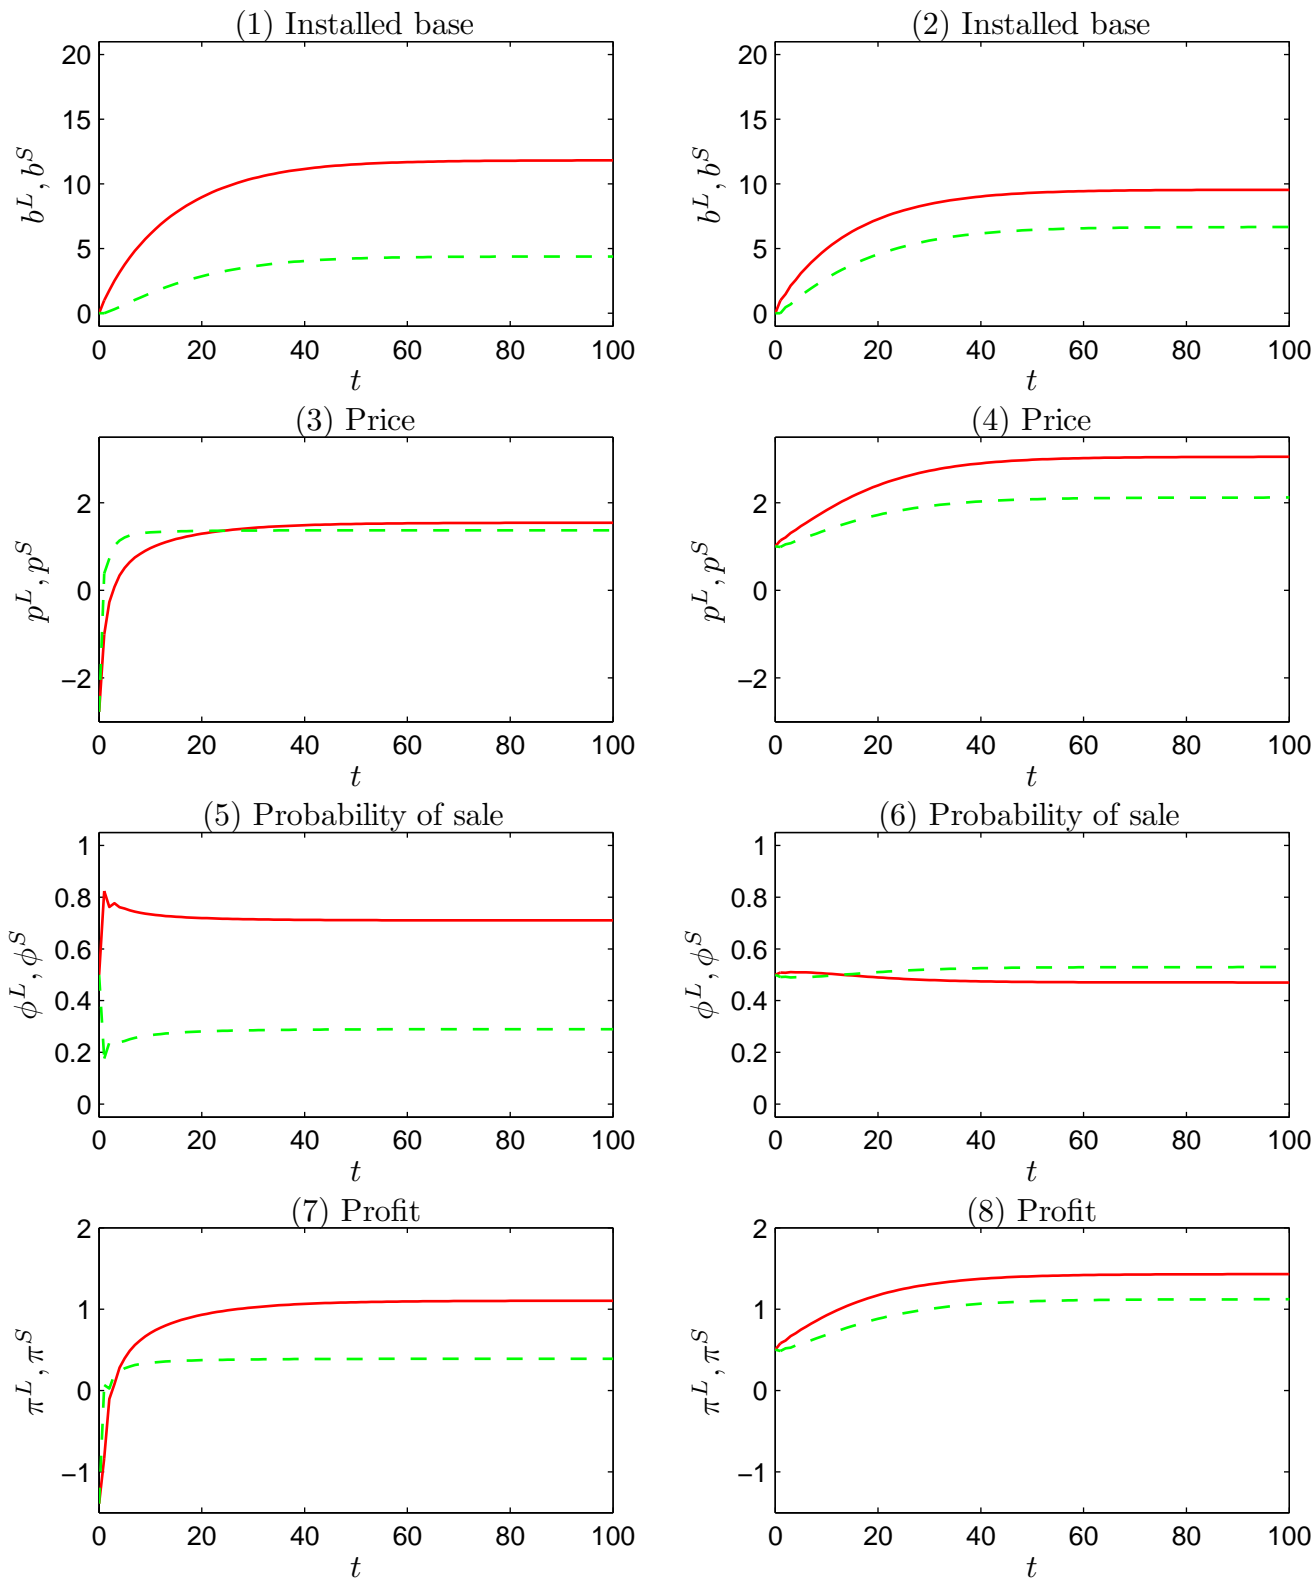 (1) Installed base
20
15
10
5
0
b^L, b^S
0 20 40 60 80 100
t
(2) Installed base
20
15
10
5
0
b^L, b^S
0 20 40 60 80 100
t
(3) Price
2
0
−2
p^L, p^S
0 20 40 60 80 100
t
(4) Price
2
0
−2
p^L, p^S
0 20 40 60 80 100
t
(5) Probability of sale
1
0.8
0.6
0.4
0.2
0
ϕ^L, ϕ^S
0 20 40 60 80 100
t
(6) Probability of sale
1
0.8
0.6
0.4
0.2
0
ϕ^L, ϕ^S
0 20 40 60 80 100
t
(7) Profit
2
1
0
−1
π^L, π^S
0 20 40 60 80 100
t
(8) Profit
2
1
0
−1
π^L, π^S
0 20 40 60 80 100
t